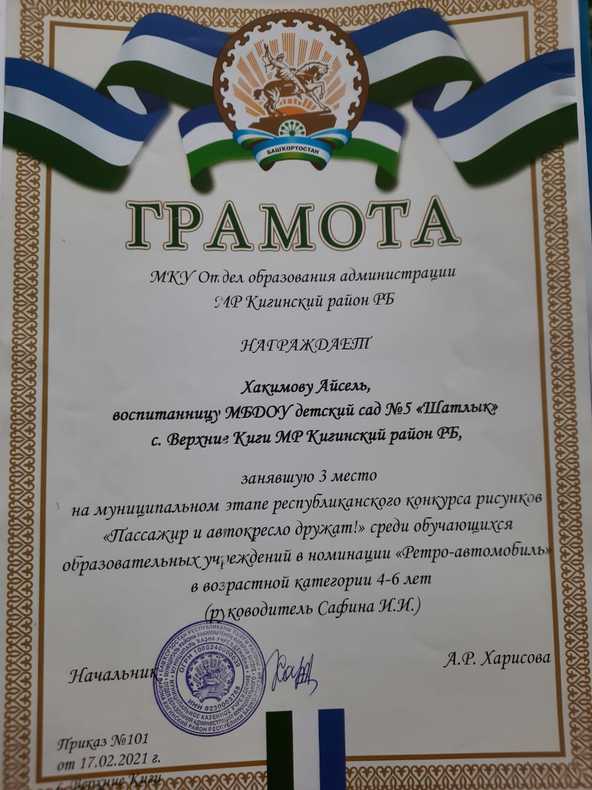 БАШКОРТОСТАН
ГРАМОТА
МКУ Отдел образования администрации
МР Кигинский район РБ
НАГРАЖДАЕТ
Хакимову Айсель,
воспитанницу МБДОУ детский сад №5 «Шатлык»
с. Верхние Киги МР Кигинский район РБ,
занявшую 3 место
на муниципальном этапе республиканского конкурса рисунков
«Пассажир и автокресло дружат!» среди обучающихся
образовательных учреждений в номинации «Ретро-автомобиль»
в возрастной категории 4-6 лет
(руководитель Сафина И.И.)
Начальник
А.Р. Харисова
Приказ №101
от 17.02.2021 г.
Верхние Киги